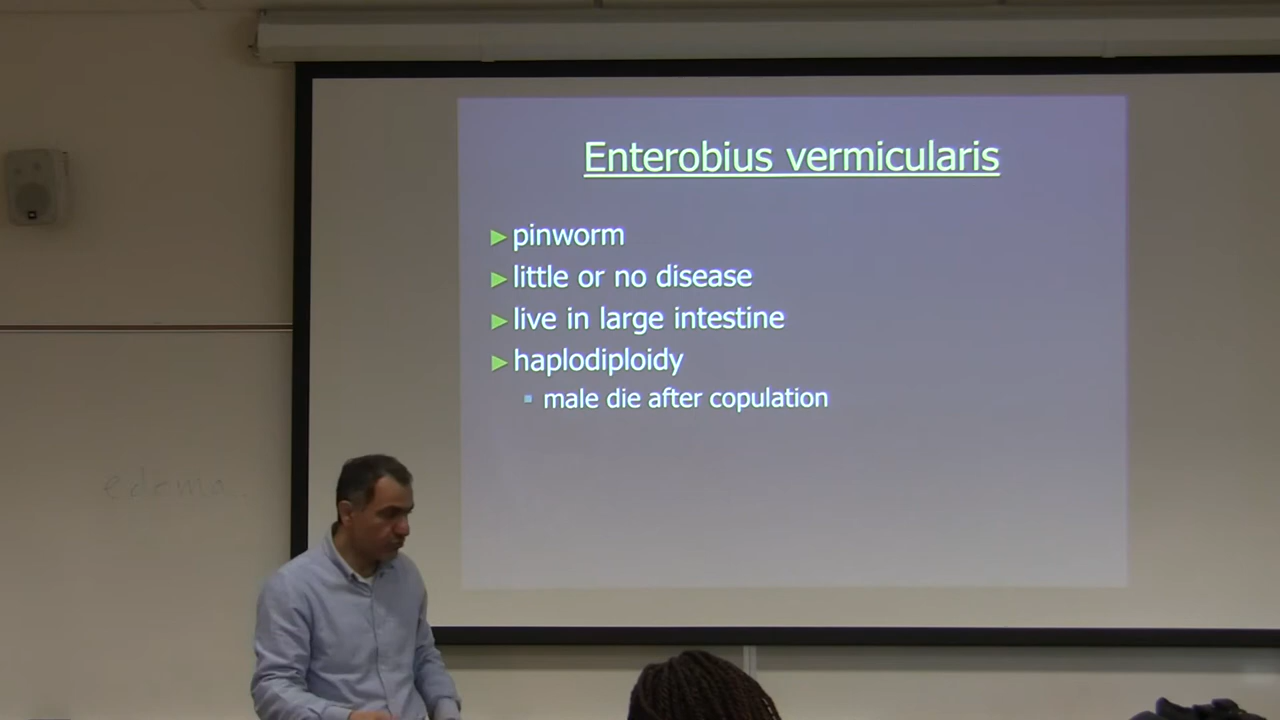 Enterobius vermicularis
pinworm
little or no disease
live in large intestine
haplodiploidy
male die after copulation
edema